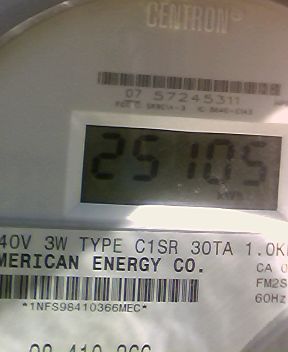 CENTRON®
07 57245311
25105
40V 3W TYPE C1SR 30TA 1.0K
MERICAN ENERGY CO.
CA 0
FM2S
60Hz
*1NFS98410366MEC*